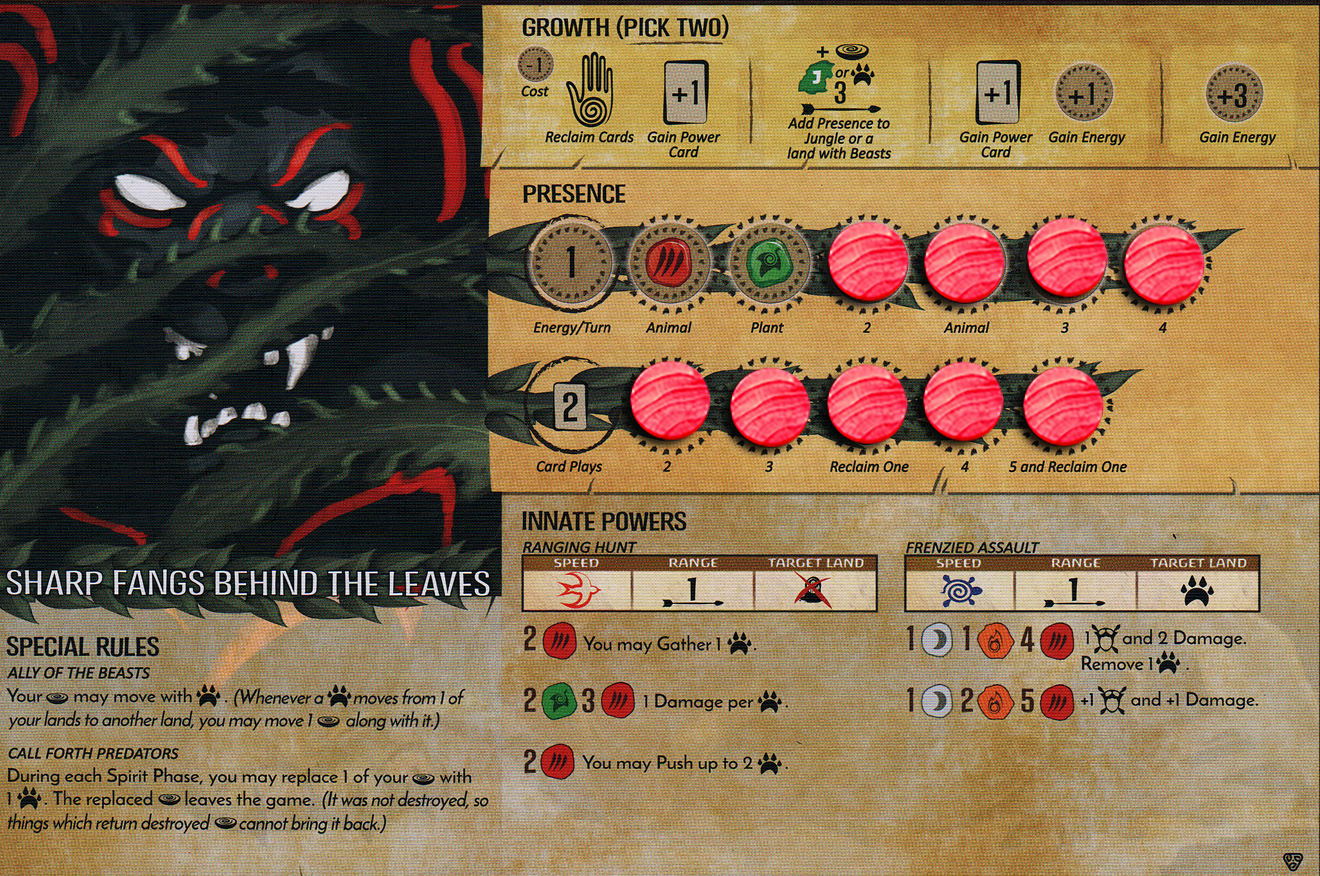 GROWTH (PICK TWO)
-1
Cost
Reclaim Cards
+1
Gain Power
Card
+
J or
3
Add Presence to
Jungle or a
land with Beasts
+1
Gain Power
Card
+1
Gain Energy
+3
Gain Energy
PRESENCE
1
Energy/Turn
Animal
Plant
2
Animal
3
4
2
Card Plays
2
3
Reclaim One
4
5 and Reclaim One
SHARP FANGS BEHIND THE LEAVES
SPECIAL RULES
ALLY OF THE BEASTS
Your may move with . (Whenever a moves from 1 of
your lands to another land, you may move 1 along with it.)
CALL FORTH PREDATORS
During each Spirit Phase, you may replace 1 of your with
1 . The replaced leaves the game. (It was not destroyed, so
things which return destroyed cannot bring it back.)
INNATE POWERS
RANGING HUNT
SPEED RANGE TARGET LAND
1
2 You may Gather 1 .
2 3 1 Damage per .
2 You may Push up to 2 .
FRENZIED ASSAULT
SPEED RANGE TARGET LAND
1
1 1 4 1 and 2 Damage.
Remove 1 .
1 2 5 +1 and +1 Damage.